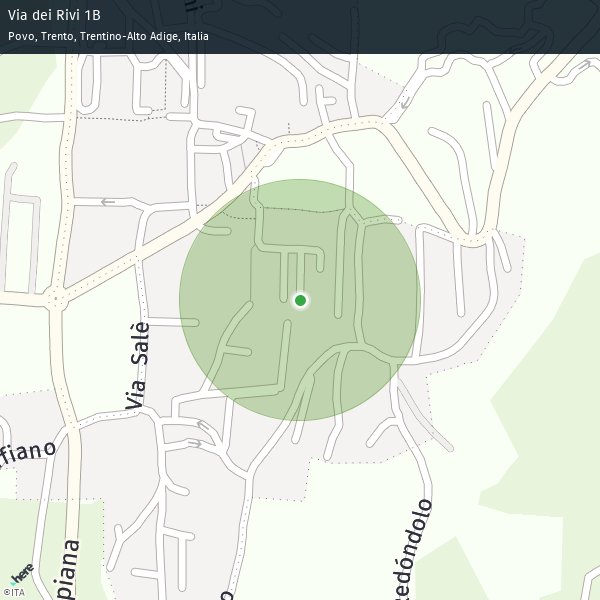 Via dei Rivi 1B
Povo, Trento, Trentino-Alto Adige, Italia
Via Salè
fiano
piana
edóndolo
o
here
©ITA